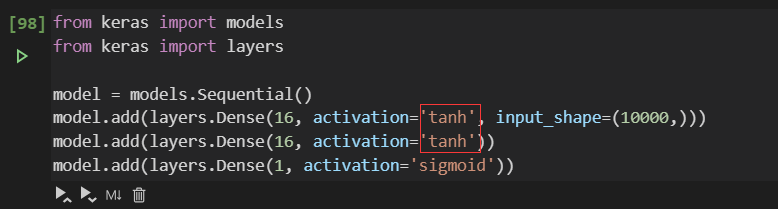 [98]
from keras import models
from keras import layers
model = models.Sequential()
model.add(layers.Dense(16, activation='tanh', input_shape=(10000,)))
model.add(layers.Dense(16, activation='tanh'))
model.add(layers.Dense(1, activation='sigmoid'))
M↓